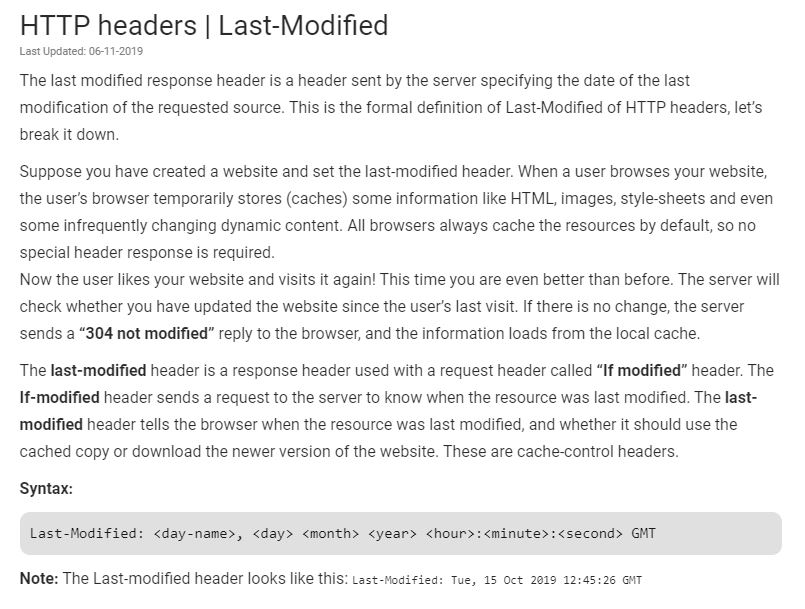 HTTP headers | Last-Modified
Last Updated: 06-11-2019
The last modified response header is a header sent by the server specifying the date of the last
modification of the requested source. This is the formal definition of Last-Modified of HTTP headers, let’s
break it down.
Suppose you have created a website and set the last-modified header. When a user browses your website,
the user’s browser temporarily stores (caches) some information like HTML, images, style-sheets and even
some infrequently changing dynamic content. All browsers always cache the resources by default, so no
special header response is required.
Now the user likes your website and visits it again! This time you are even better than before. The server will
check whether you have updated the website since the user’s last visit. If there is no change, the server
sends a “304 not modified” reply to the browser, and the information loads from the local cache.
The last-modified header is a response header used with a request header called “If modified” header. The
If-modified header sends a request to the server to know when the resource was last modified. The last-
modified header tells the browser when the resource was last modified, and whether it should use the
cached copy or download the newer version of the website. These are cache-control headers.
Syntax:
Last-Modified: <day-name>, <day> <month> <year> <hour>:<minute>:<second> GMT
Note: The Last-modified header looks like this: Last-Modified: Tue, 15 Oct 2019 12:45:26 GMT